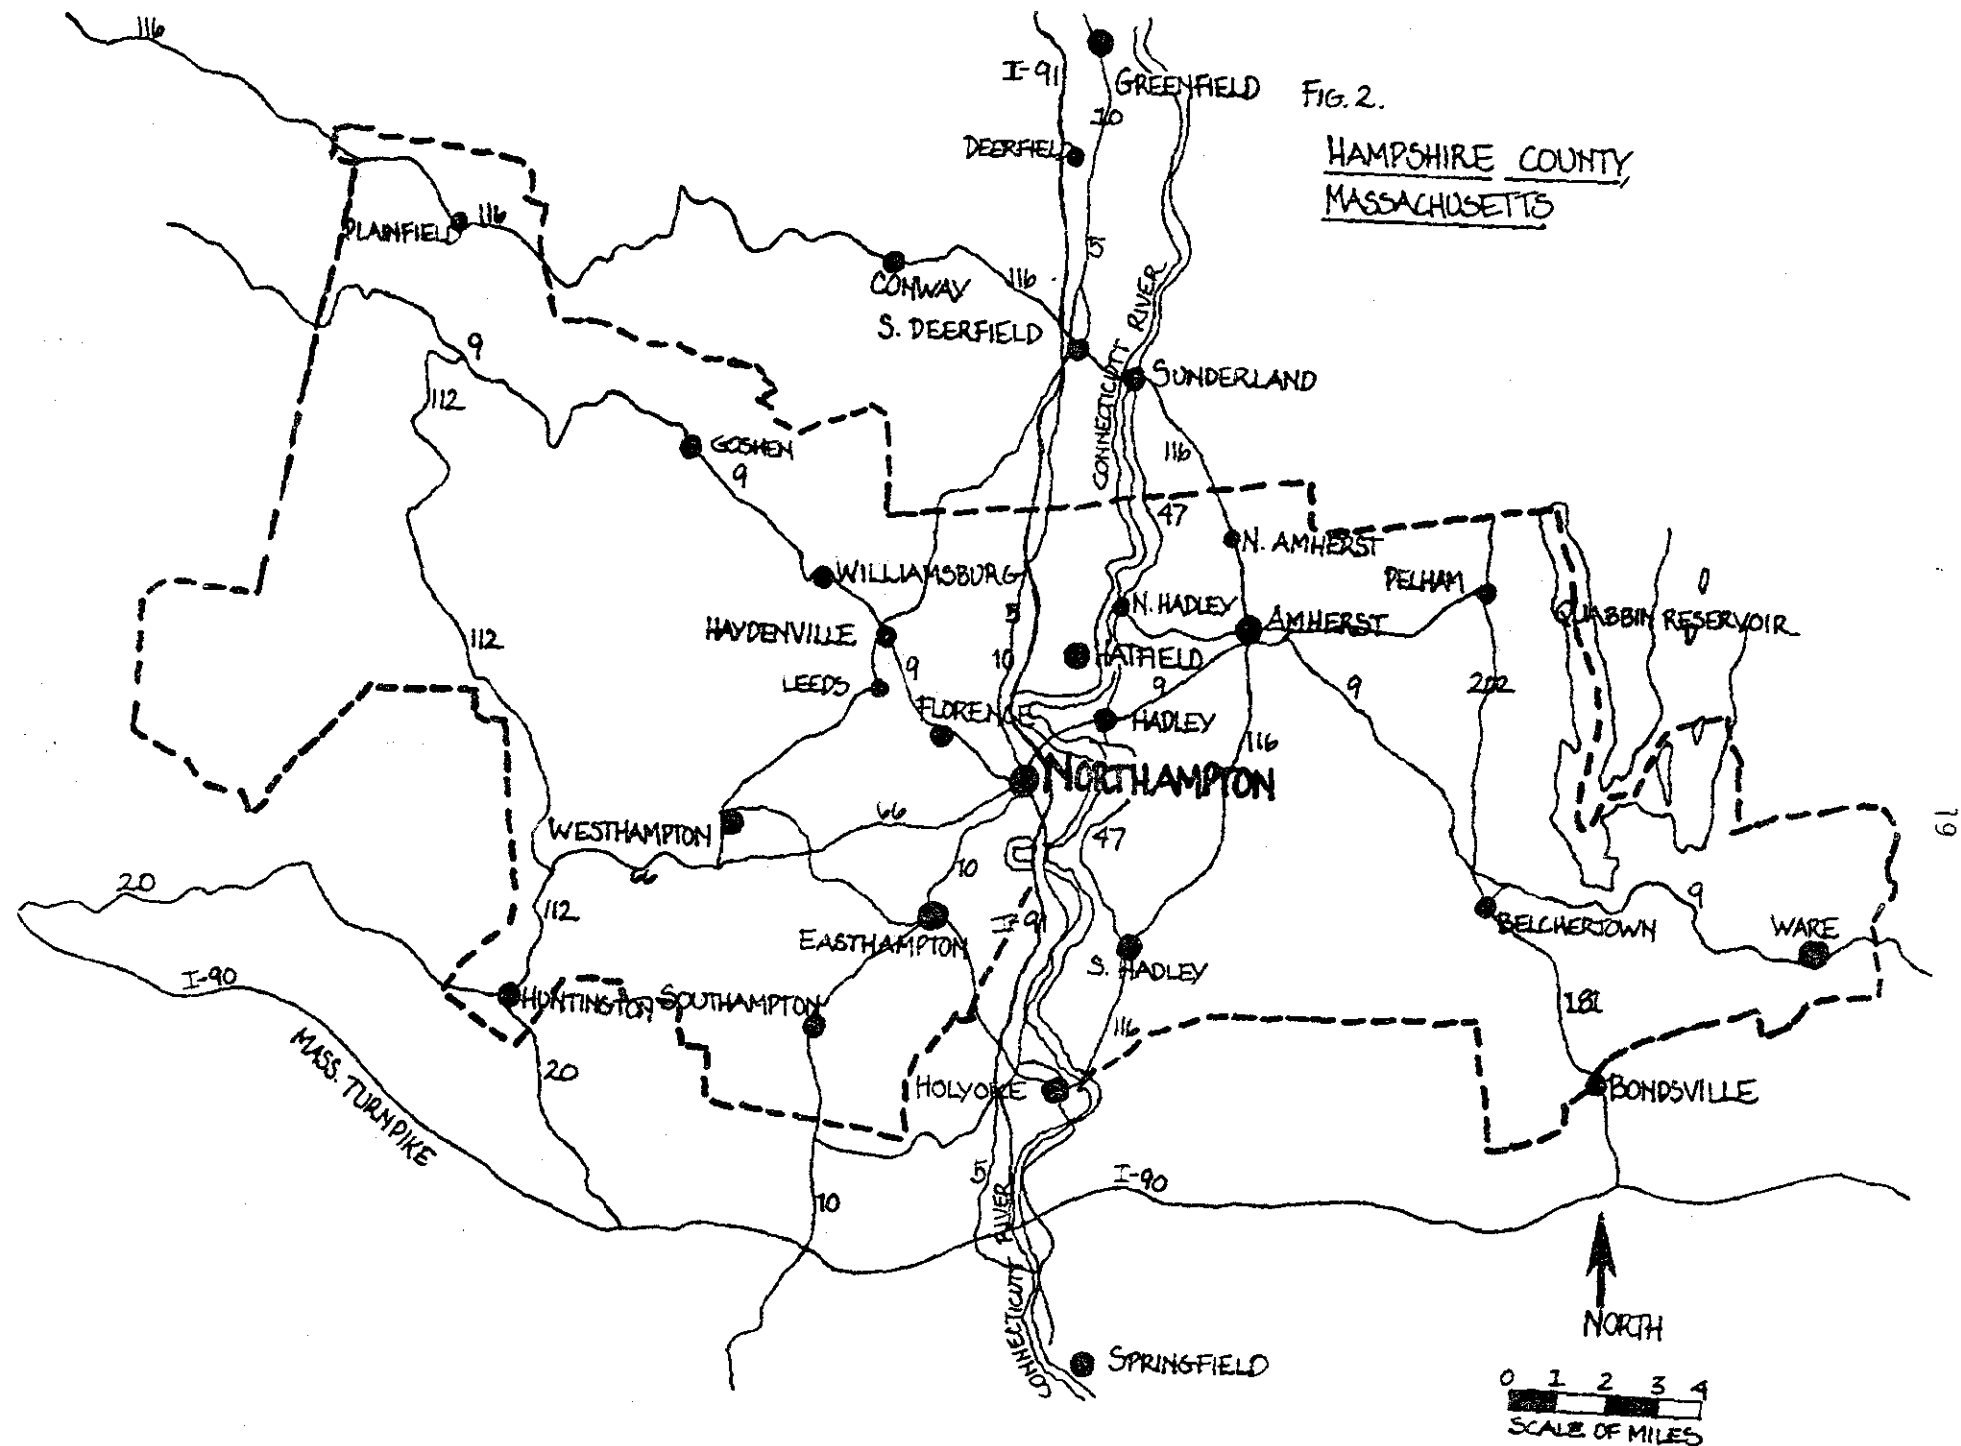 116
I-91
GREENFIELD
FIG. 2.
10
HAMPSHIRE COUNTY,
MASSACHUSETTS
DEERFIELD
PLAINFIELD
116
5
CONWAY
116
CONNECTICUTT RIVER
S. DEERFIELD
9
SUNDERLAND
112
GOSHEN
9
116
47
N. AMHERST
WILLIAMSBURG
PELHAM
5
N. HADLEY
AMHERST
QUABBIN RESERVOIR
HAYDENVILLE
112
9
10
HATFIELD
LEEDS
9
9
202
FLORENCE
HADLEY
116
NORTHAMPTON
66
WESTHAMPTON
47
19
10
66
20
112
I-91
9
EASTHAMPTON
BELCHERTOWN
WARE
S. HADLEY
I-90
HUNTINGTON
SOUTHAMPTON
181
116
MASS. TURNPIKE
20
HOLYOKE
BONDSVILLE
5
I-90
10
CONNECTICUTT RIVER
NORTH
SPRINGFIELD
0 1 2 3 4
SCALE OF MILES